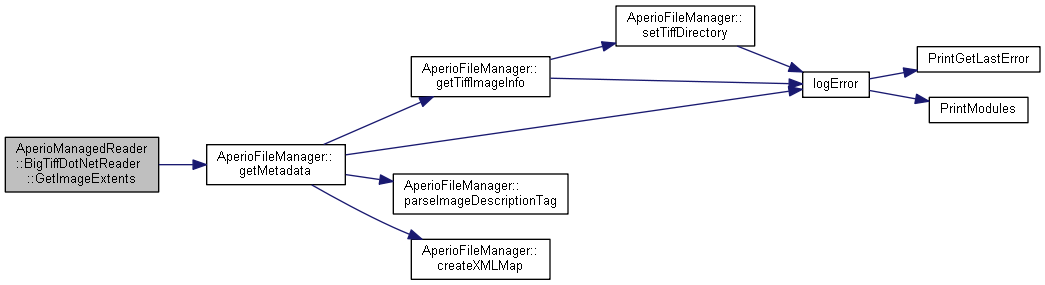 AperioManagedReader
::BigTiffDotNetReader
::GetImageExtents
AperioFileManager::
getMetadata
AperioFileManager::
getTiffImageInfo
AperioFileManager::
setTiffDirectory
AperioFileManager::
parseImageDescriptionTag
AperioFileManager::
createXMLMap
logError
PrintGetLastError
PrintModules